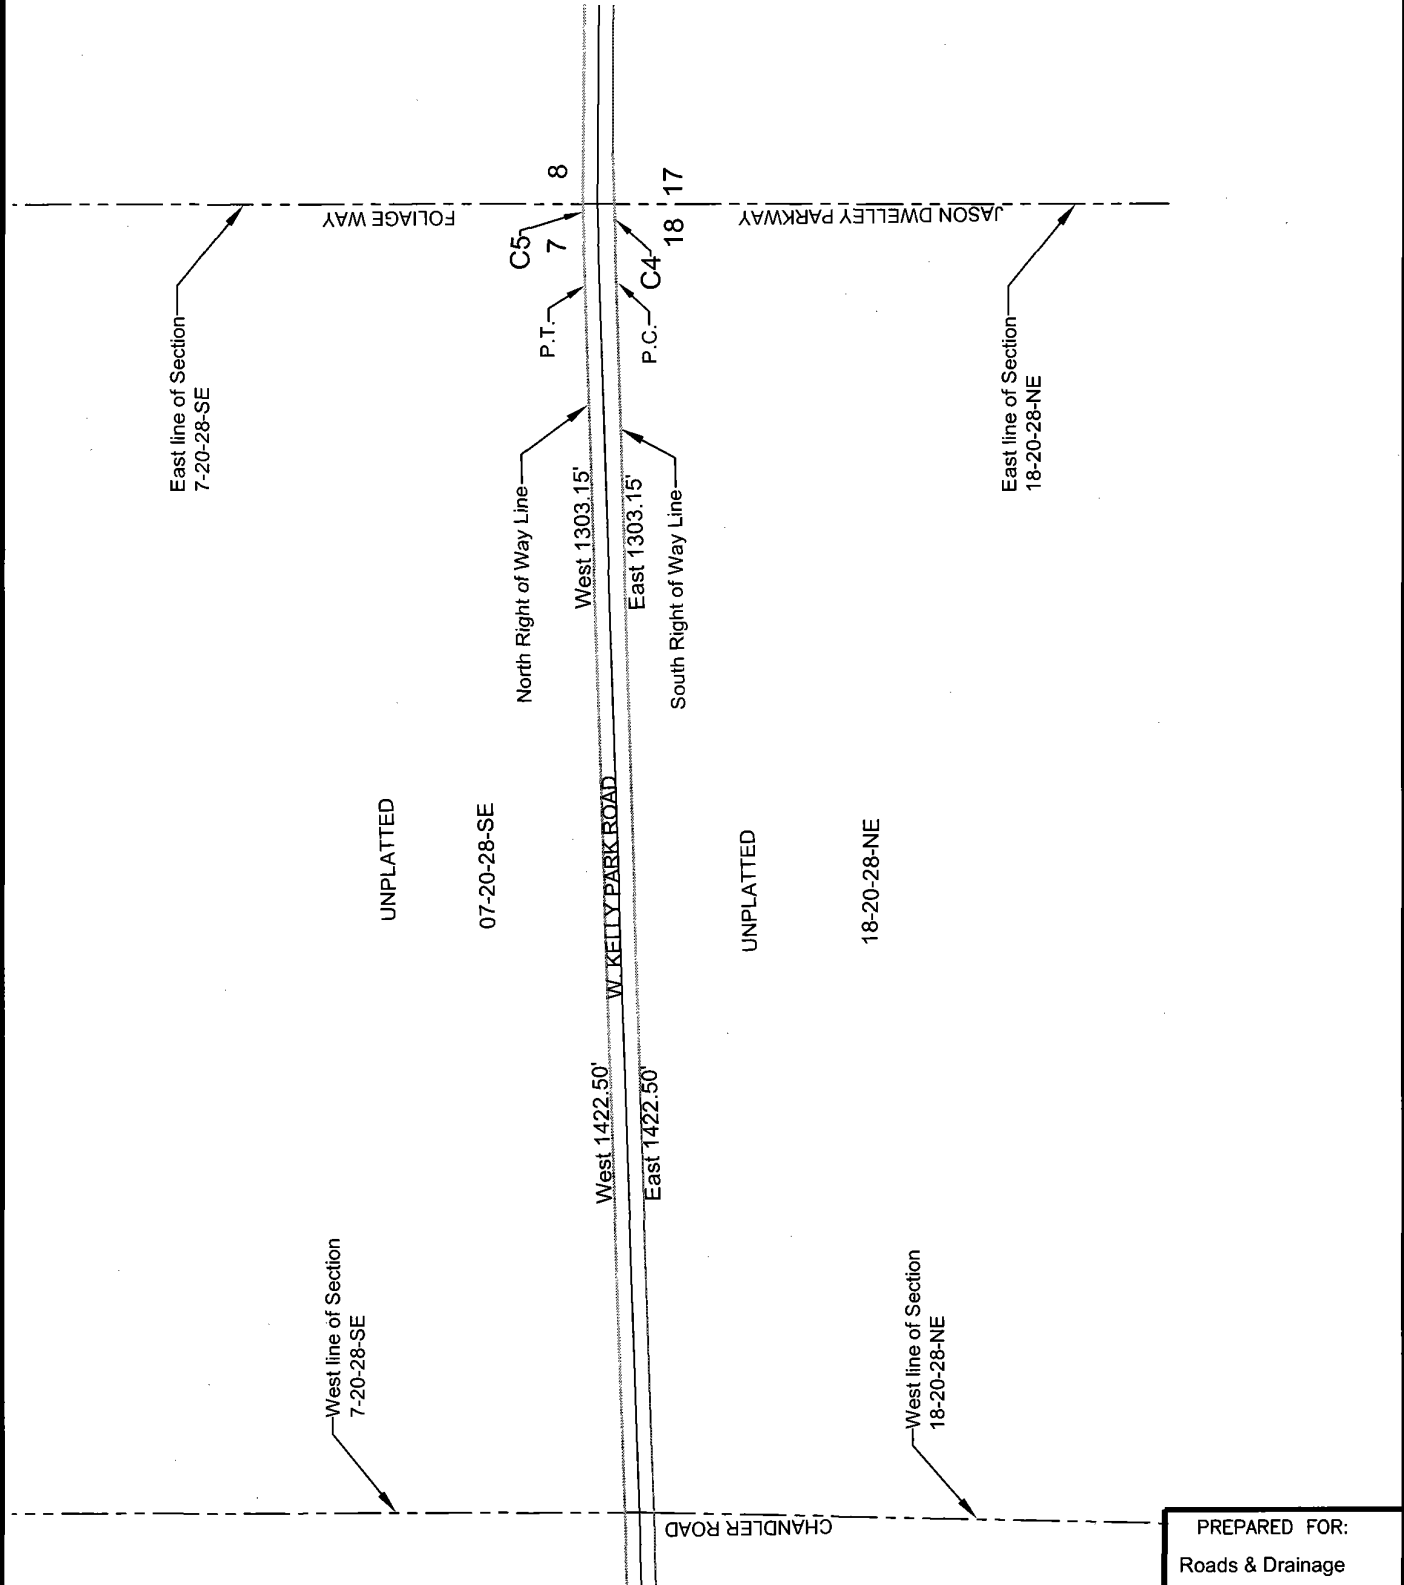 8
17
FOLIAGE WAY
JASON DWELLEY PARKWAY
C5
7
18
C4
P.T.
P.C.
East line of Section
7-20-28-SE
East line of Section
18-20-28-NE
North Right of Way Line
West 1303.15'
East 1303.15'
South Right of Way Line
UNPLATTED
07-20-28-SE
W. KELLY PARK ROAD
UNPLATTED
18-20-28-NE
West 1422.50'
East 1422.50'
West line of Section
7-20-28-SE
West line of Section
18-20-28-NE
CHANDLER ROAD
PREPARED FOR:
Roads & Drainage